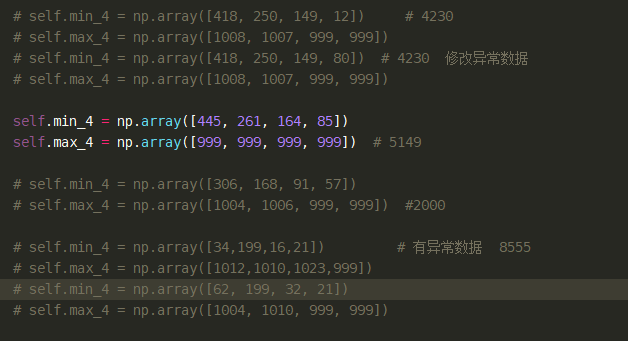 # self.min_4 = np.array([418, 250, 149, 12])     # 4230
# self.max_4 = np.array([1008, 1007, 999, 999])
# self.min_4 = np.array([418, 250, 149, 80])  # 4230  修改异常数据
# self.max_4 = np.array([1008, 1007, 999, 999])
self.min_4 = np.array([445, 261, 164, 85])
self.max_4 = np.array([999, 999, 999, 999])  # 5149
# self.min_4 = np.array([306, 168, 91, 57])
# self.max_4 = np.array([1004, 1006, 999, 999])  #2000
# self.min_4 = np.array([34,199,16,21])         # 有异常数据  8555
# self.max_4 = np.array([1012,1010,1023,999])
# self.min_4 = np.array([62, 199, 32, 21])
# self.max_4 = np.array([1004, 1010, 999, 999])